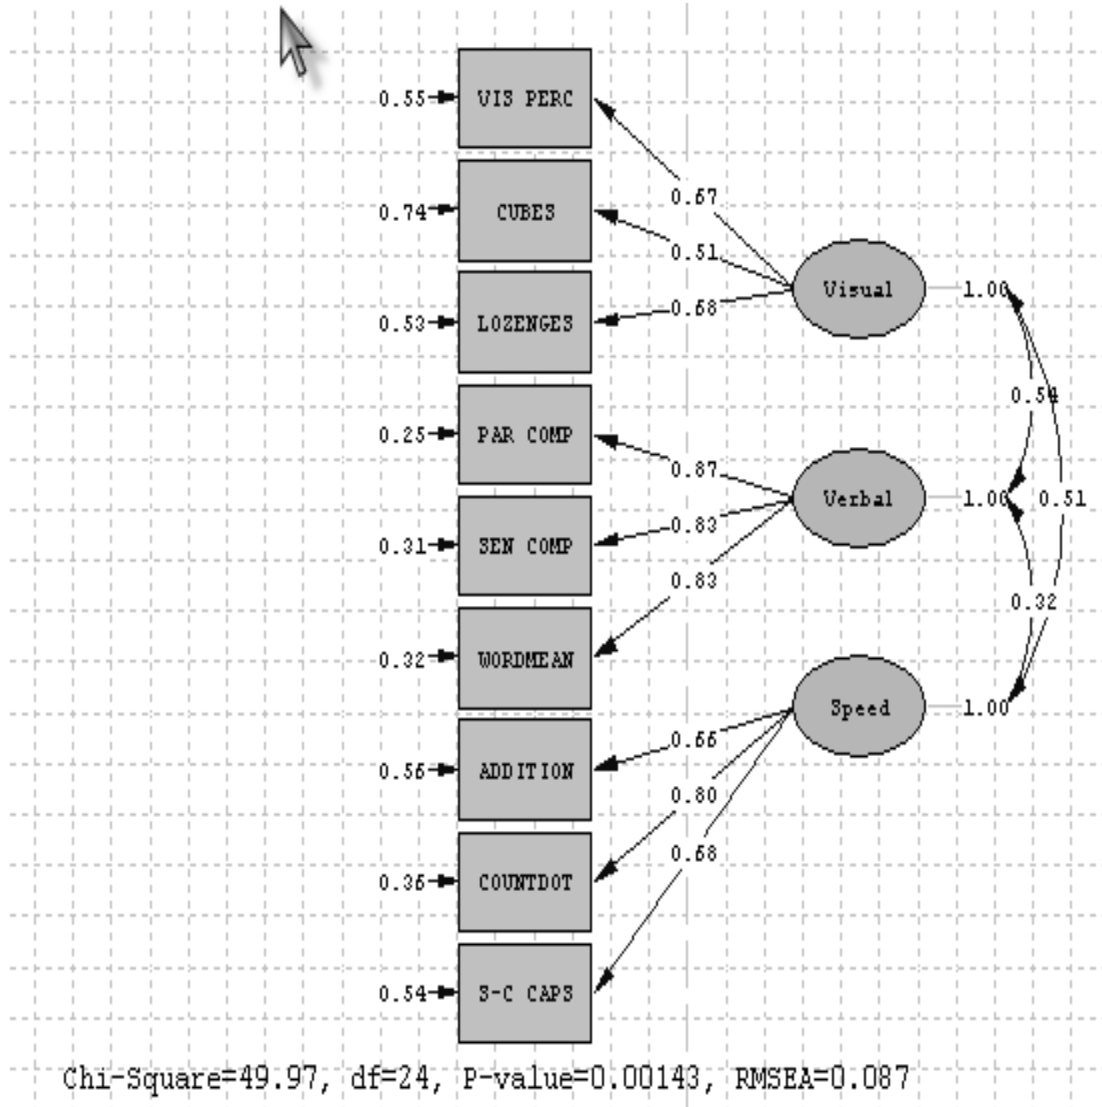 0.55 VIS PERC
0.67
0.74 CUBES
0.51
Visual 1.00
0.68
0.53 LOZENGES
0.54
0.25 PAR COMP
0.87
Verbal 1.00 0.51
0.83
0.31 SEN COMP
0.83
0.32
0.32 WORDMEAN
Speed 1.00
0.66
0.56 ADDITION
0.80
0.68
0.36 COUNTDOT
0.54 S-C CAPS
Chi-Square=49.97, df=24, P-value=0.00143, RMSEA=0.087